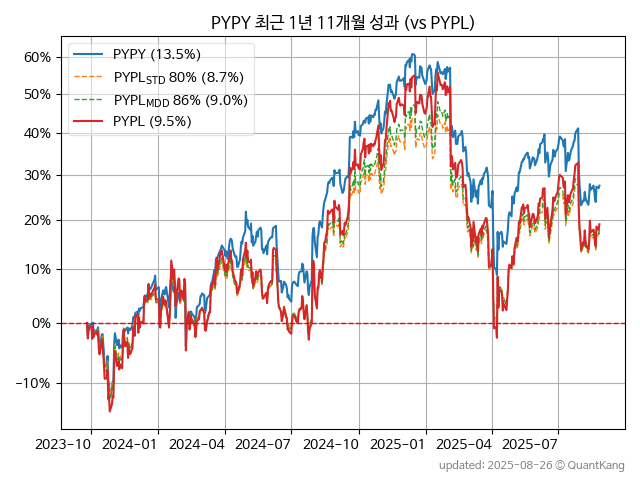 PYPY 최근 1년 11개월 성과 (vs PYPL)
PYPY (13.5%)
PYPLSTD 80% (8.7%)
PYPLMDD 86% (9.0%)
PYPL (9.5%)
60%
50%
40%
30%
20%
10%
0%
−10%
2023-10 2024-01 2024-04 2024-07 2024-10 2025-01 2025-04 2025-07
updated: 2025-08-26 © QuantKang